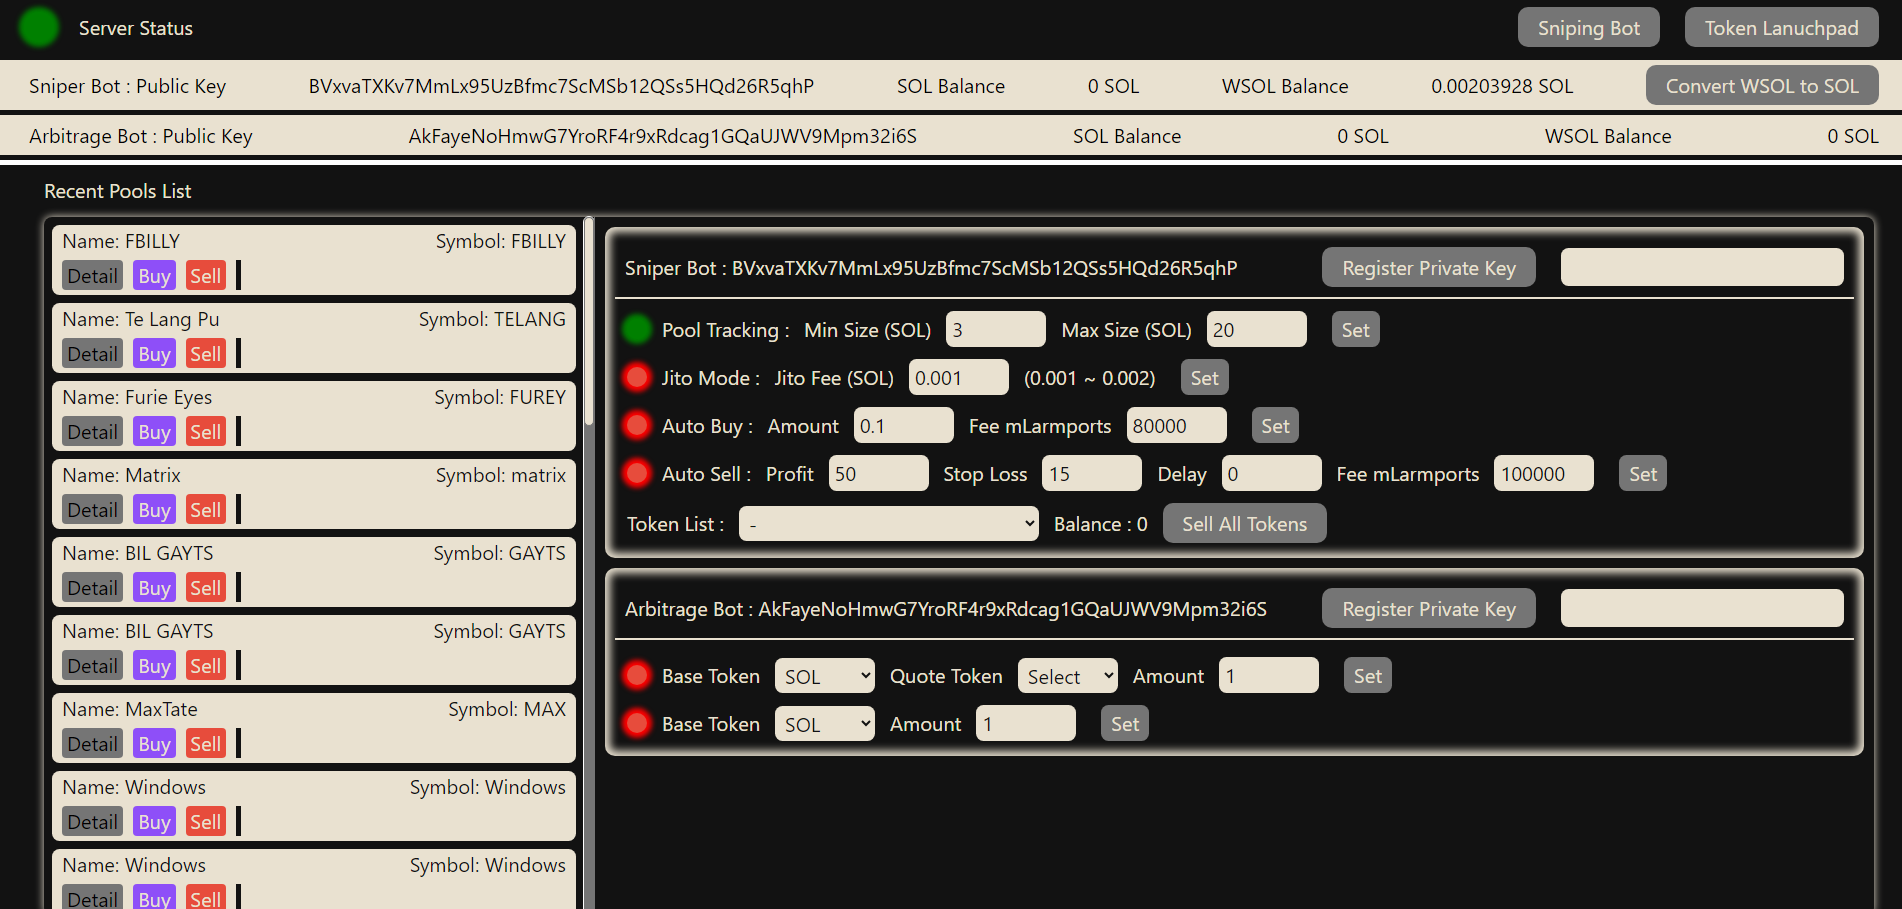 Server Status Sniping Bot Token Lanuchpad
Sniper Bot : Public Key BVxvaTXKv7MmLx95UzBfmc7ScMSb12QSs5HQd26R5qhP SOL Balance 0 SOL WSOL Balance 0.00203928 SOL Convert WSOL to SOL
Arbitrage Bot : Public Key AkFayeNoHmwG7YroRF4r9xRdcag1GQaUJWV9Mpm32i6S SOL Balance 0 SOL WSOL Balance 0 SOL
Recent Pools List
Name: FBILLY Symbol: FBILLY
Detail Buy Sell
Name: Te Lang Pu Symbol: TELANG
Detail Buy Sell
Name: Furie Eyes Symbol: FUREY
Detail Buy Sell
Name: Matrix Symbol: matrix
Detail Buy Sell
Name: BIL GAYTS Symbol: GAYTS
Detail Buy Sell
Name: BIL GAYTS Symbol: GAYTS
Detail Buy Sell
Name: MaxTate Symbol: MAX
Detail Buy Sell
Name: Windows Symbol: Windows
Detail Buy Sell
Name: Windows Symbol: Windows
Detail Buy Sell
Sniper Bot : BVxvaTXKv7MmLx95UzBfmc7ScMSb12QSs5HQd26R5qhP Register Private Key
Pool Tracking : Min Size (SOL) 3 Max Size (SOL) 20 Set
Jito Mode : Jito Fee (SOL) 0.001 (0.001 ~ 0.002) Set
Auto Buy : Amount 0.1 Fee mLarmports 80000 Set
Auto Sell : Profit 50 Stop Loss 15 Delay 0 Fee mLarmports 100000 Set
Token List : - Balance : 0 Sell All Tokens
Arbitrage Bot : AkFayeNoHmwG7YroRF4r9xRdcag1GQaUJWV9Mpm32i6S Register Private Key
Base Token SOL Quote Token Select Amount 1 Set
Base Token SOL Amount 1 Set